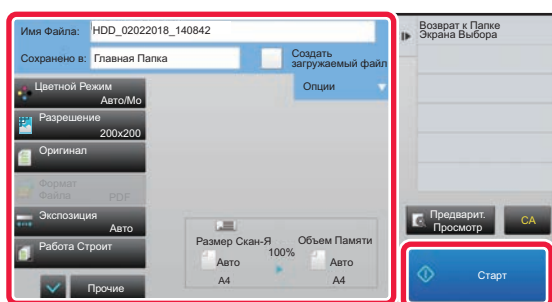 Имя Файла: HDD_02022018_140842
Сохранено в: Главная Папка
Создать
загружаемый файл
Опции
Цветной Режим
Авто/Мо
Разрешение
200x200
Оригинал
Формат
Файла PDF
Экспозиция
Авто
Работа Строит
Прочие
Размер Скан-Я
Авто
A4
100%
Объем Памяти
Авто
A4
Возврат к Папке
Экрана Выбора
Предварит.
Просмотр
CA
Старт